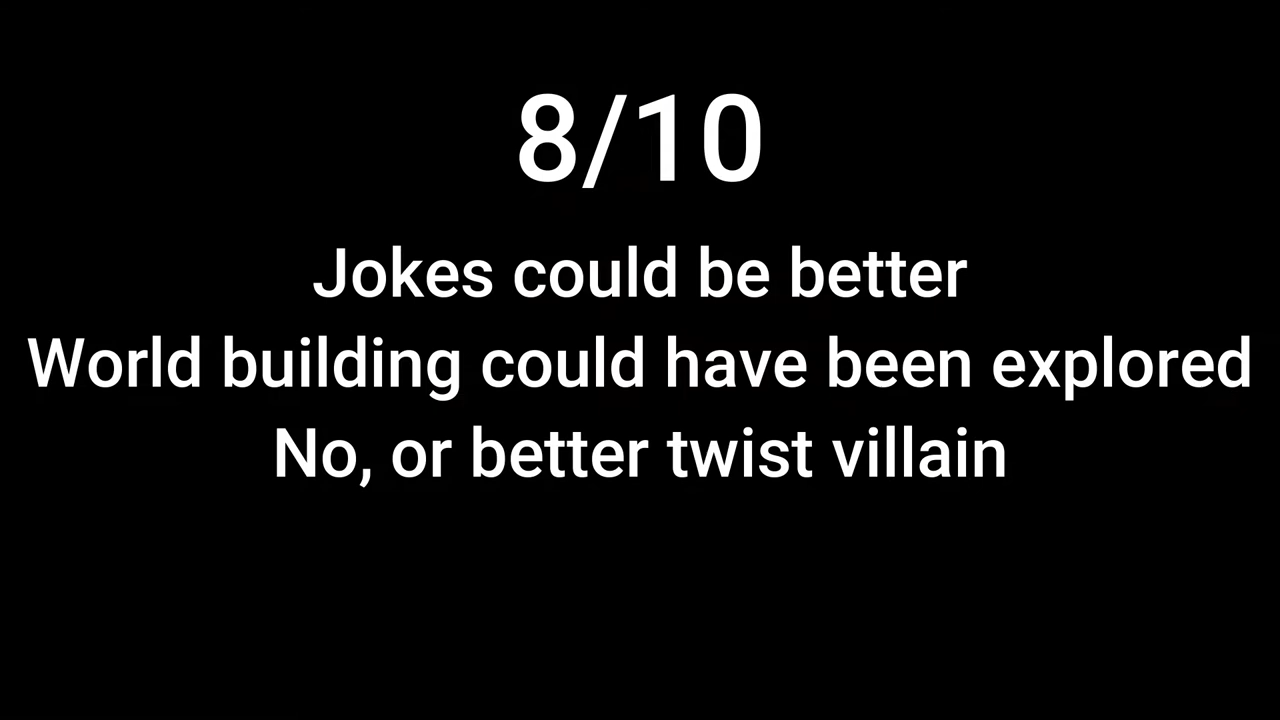 8/10
Jokes could be better
World building could have been explored
No, or better twist villain